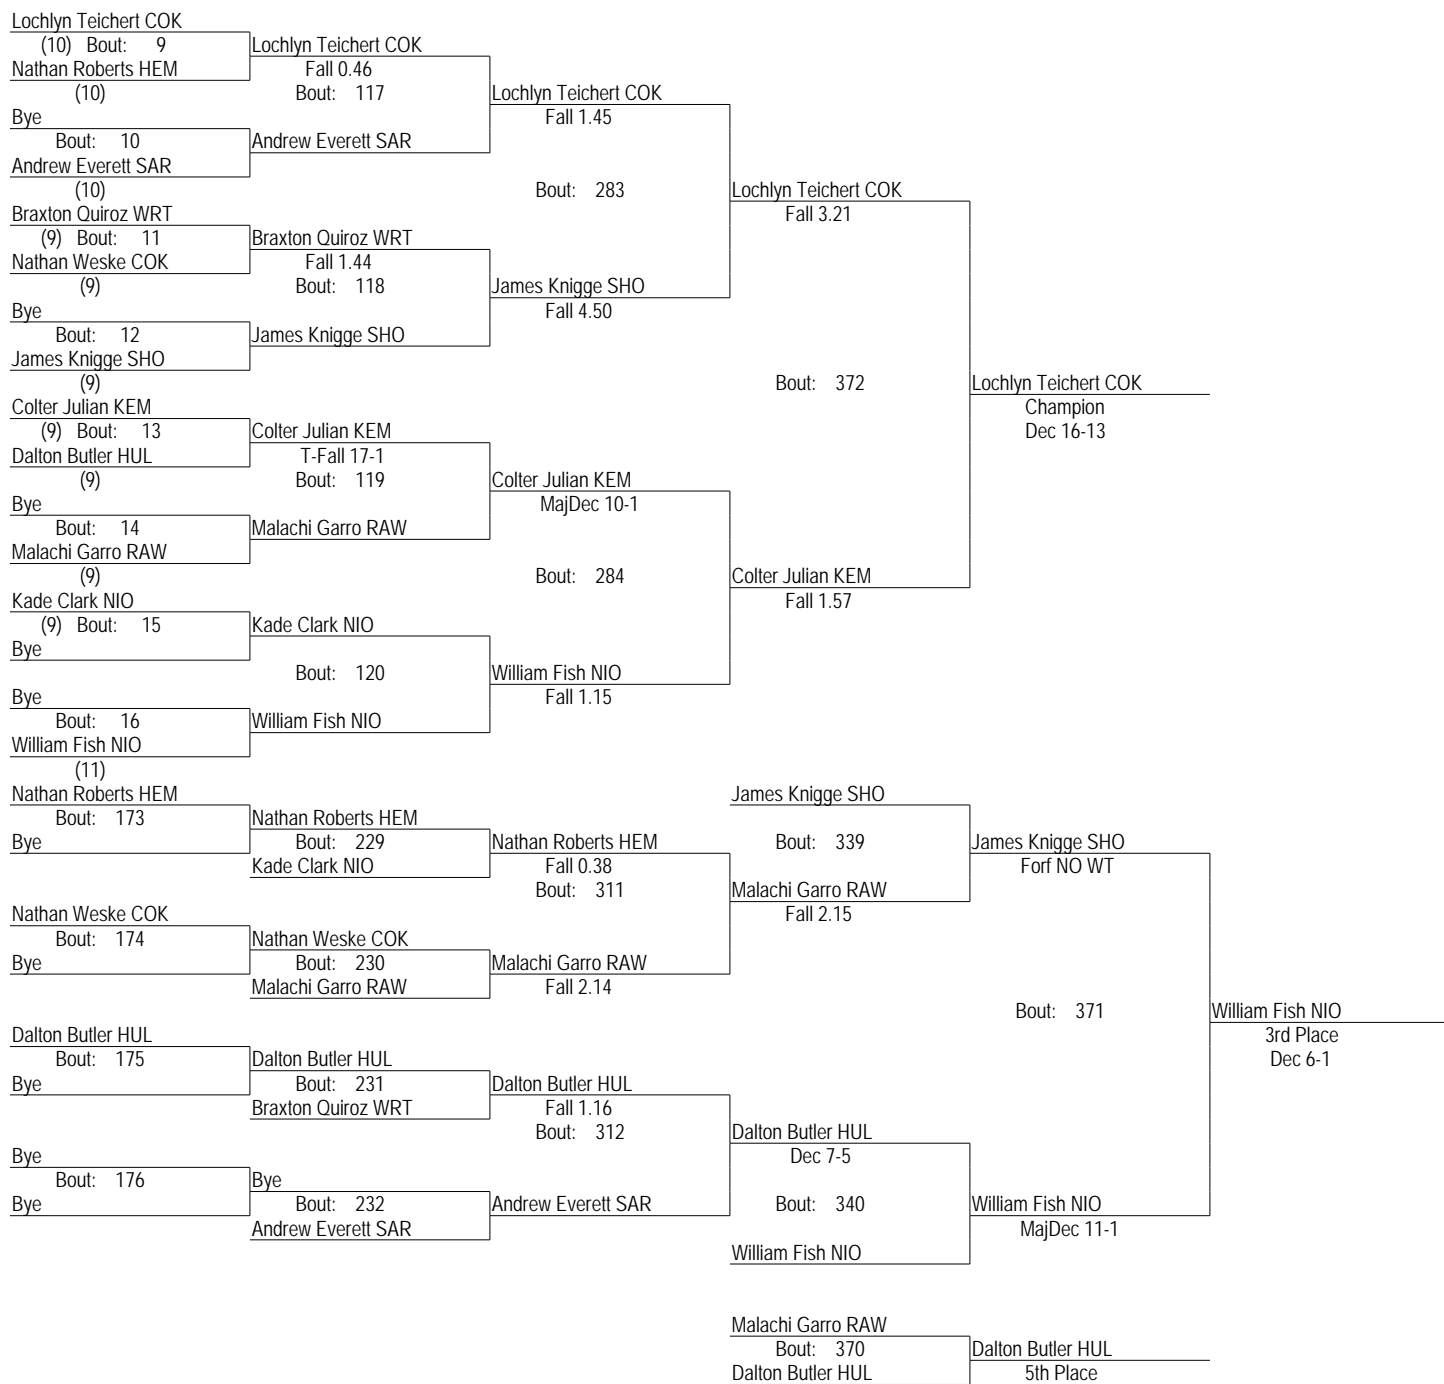 Lochlyn Teichert COK
(10) Bout: 9
Nathan Roberts HEM
(10)
Bye
Bout: 10
Andrew Everett SAR
(10)
Braxton Quiroz WRT
(9) Bout: 11
Nathan Weske COK
(9)
Bye
Bout: 12
James Knigge SHO
(9)
Colter Julian KEM
(9) Bout: 13
Dalton Butler HUL
(9)
Bye
Bout: 14
Malachi Garro RAW
(9)
Kade Clark NIO
(9) Bout: 15
Bye
Bye
Bout: 16
William Fish NIO
(11)
Lochlyn Teichert COK
Fall 0.46
Bout: 117
Andrew Everett SAR
Braxton Quiroz WRT
Fall 1.44
Bout: 118
James Knigge SHO
Colter Julian KEM
T-Fall 17-1
Bout: 119
Malachi Garro RAW
Kade Clark NIO
Bout: 120
William Fish NIO
Lochlyn Teichert COK
Fall 1.45
Bout: 283
James Knigge SHO
Fall 4.50
Colter Julian KEM
MajDec 10-1
Bout: 284
William Fish NIO
Fall 1.15
Lochlyn Teichert COK
Fall 3.21
Bout: 372
Colter Julian KEM
Fall 1.57
Lochlyn Teichert COK
Champion
Dec 16-13
Nathan Roberts HEM
Bout: 173
Bye
Nathan Weske COK
Bout: 174
Bye
Dalton Butler HUL
Bout: 175
Bye
Bye
Bout: 176
Bye
Nathan Roberts HEM
Bout: 229
Kade Clark NIO
Nathan Weske COK
Bout: 230
Malachi Garro RAW
Dalton Butler HUL
Bout: 231
Braxton Quiroz WRT
Bye
Bout: 232
Andrew Everett SAR
Nathan Roberts HEM
Fall 0.38
Bout: 311
Malachi Garro RAW
Fall 2.14
Dalton Butler HUL
Fall 1.16
Bout: 312
Andrew Everett SAR
James Knigge SHO
Bout: 339
Malachi Garro RAW
Fall 2.15
Dalton Butler HUL
Dec 7-5
Bout: 340
William Fish NIO
James Knigge SHO
Forf NO WT
Bout: 371
William Fish NIO
MajDec 11-1
William Fish NIO
3rd Place
Dec 6-1
Malachi Garro RAW
Bout: 370
Dalton Butler HUL
Dalton Butler HUL
5th Place